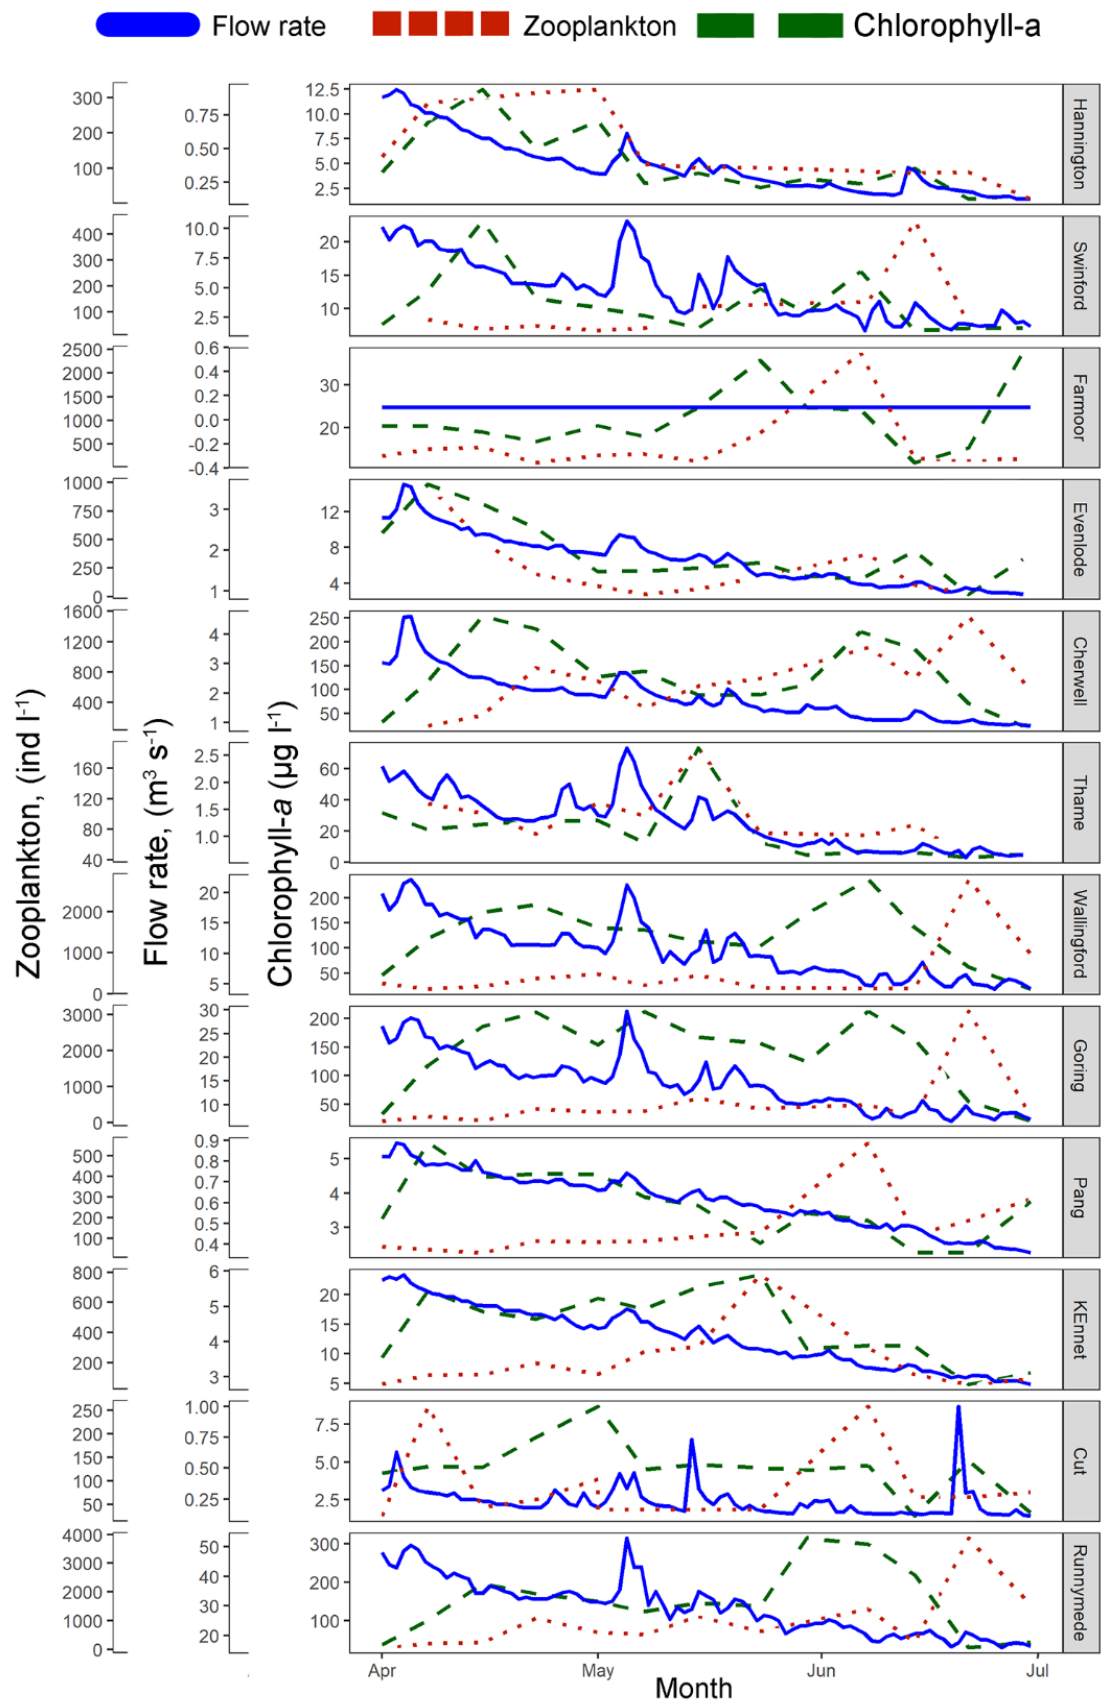 Flow rate Zooplankton Chlorophyll-a
Zooplankton, (ind l⁻¹)
Flow rate, (m³ s⁻¹)
Chlorophyll-a (µg l⁻¹)
300 200 100
0.75 0.50 0.25
12.5 10.0 7.5 5.0 2.5
Hannington
400 300 200 100
10.0 7.5 5.0 2.5
20 15 10
Swinford
2500 2000 1500 1000 500
0.6 0.4 0.2 0.0 -0.2 -0.4
30 20
Farmoor
1000 750 500 250 0
3 2 1
12 8 4
Evenlode
1600 1200 800 400
4 3 2 1
250 200 150 100 50
Cherwell
160 120 80 40
2.5 2.0 1.5 1.0
60 40 20 0
Thame
2000 1000 0
20 15 10 5
200 150 100 50
Wallingford
3000 2000 1000 0
30 25 20 15 10
200 150 100 50
Goring
500 400 300 200 100
0.9 0.8 0.7 0.6 0.5 0.4
5 4 3
Pang
800 600 400 200
6 5 4 3
20 15 10 5
KEnnet
250 200 150 100 50
1.00 0.75 0.50 0.25
7.5 5.0 2.5
Cut
4000 3000 2000 1000 0
50 40 30 20
300 200 100
Runnymede
Apr May Jun Jul
Month